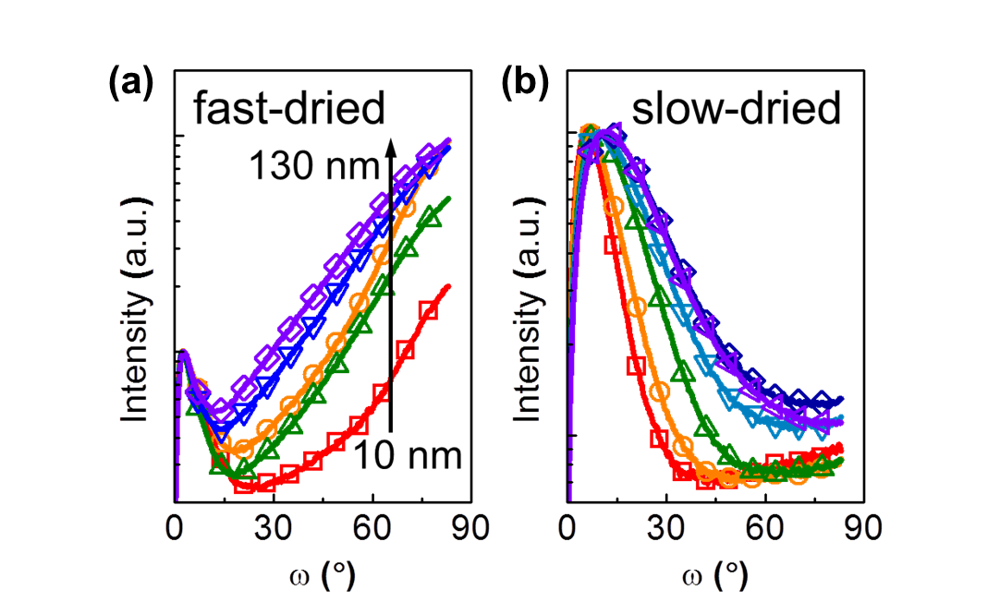 (a)
fast-dried
130 nm
10 nm
Intensity (a.u.)
0 30 60 90
ω (°)
(b)
slow-dried
Intensity (a.u.)
0 30 60 90
ω (°)